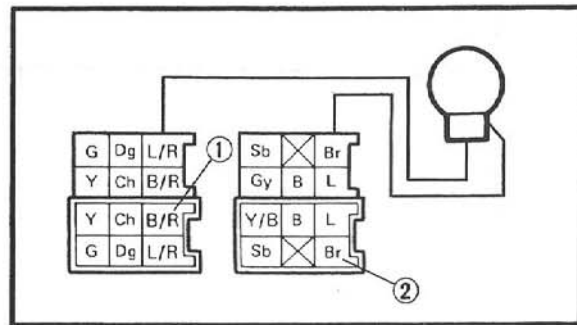 ①
G Dg L/R Sb Br
Y Ch B/R Gy B L
Y Ch B/R Y/B B L
G Dg L/R Sb Br
②